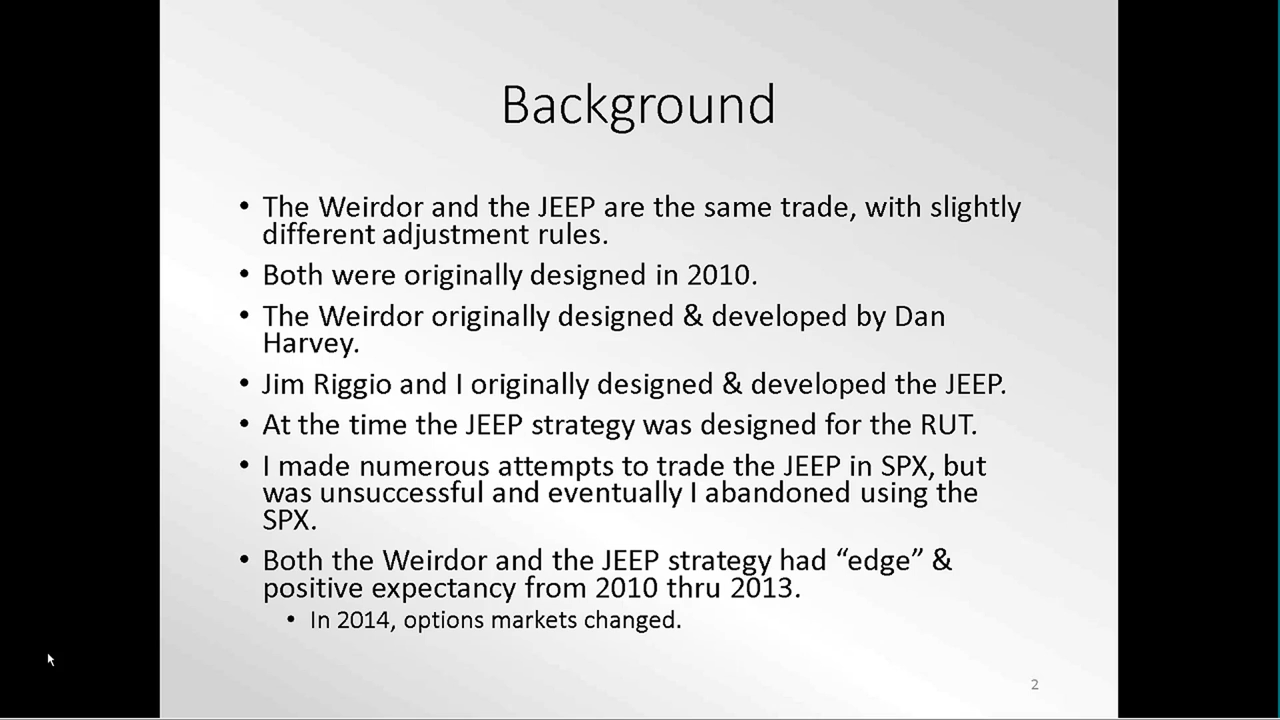 Background
• The Weirdor and the JEEP are the same trade, with slightly
different adjustment rules.
• Both were originally designed in 2010.
• The Weirdor originally designed & developed by Dan
Harvey.
• Jim Riggio and I originally designed & developed the JEEP.
• At the time the JEEP strategy was designed for the RUT.
• I made numerous attempts to trade the JEEP in SPX, but
was unsuccessful and eventually I abandoned using the
SPX.
• Both the Weirdor and the JEEP strategy had “edge” &
positive expectancy from 2010 thru 2013.
• In 2014, options markets changed.
2